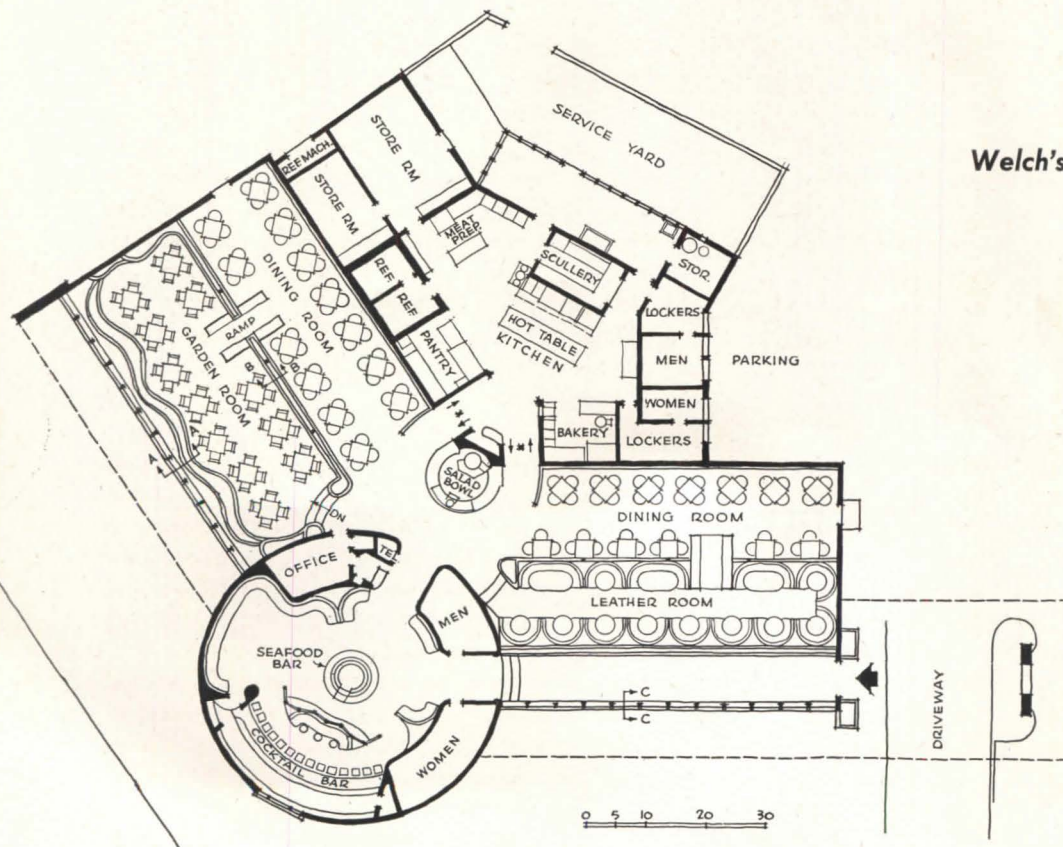 Welch's
SERVICE YARD
STORE RM
REF. MACH.
STORE RM
MEAT PREP.
SCULLERY
STOR.
REF.
REF
LOCKERS
DINING ROOM
RAMP
GARDEN ROOM
HOT TABLE
KITCHEN
PANTRY
MEN
PARKING
WOMEN
BAKERY
LOCKERS
B
B
A
A
SALAD
BOWL
DINING ROOM
DN
OFFICE
TEL.
LEATHER ROOM
MEN
SEAFOOD
BAR
C
C
DRIVEWAY
COCKTAIL BAR
WOMEN
0 5 10 20 30